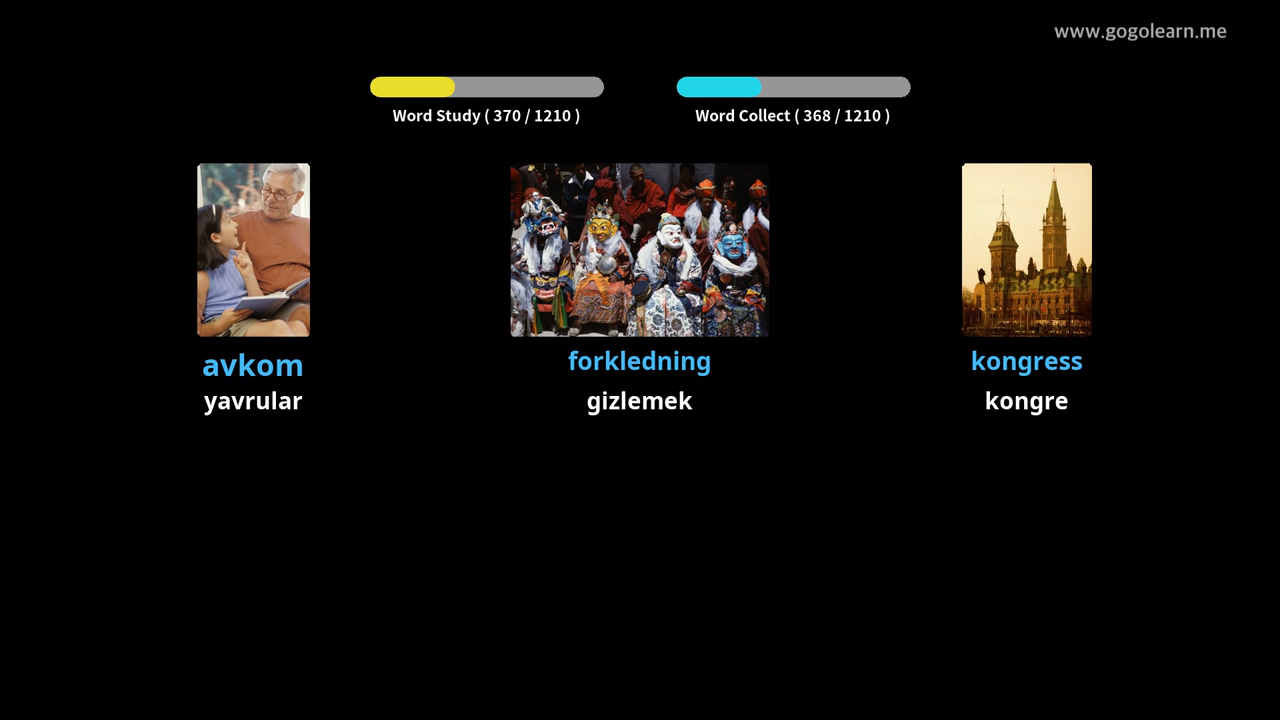 www.gogolearn.me
Word Study ( 370 / 1210 )
Word Collect ( 368 / 1210 )
avkom
forkledning
kongress
yavrular
gizlemek
kongre